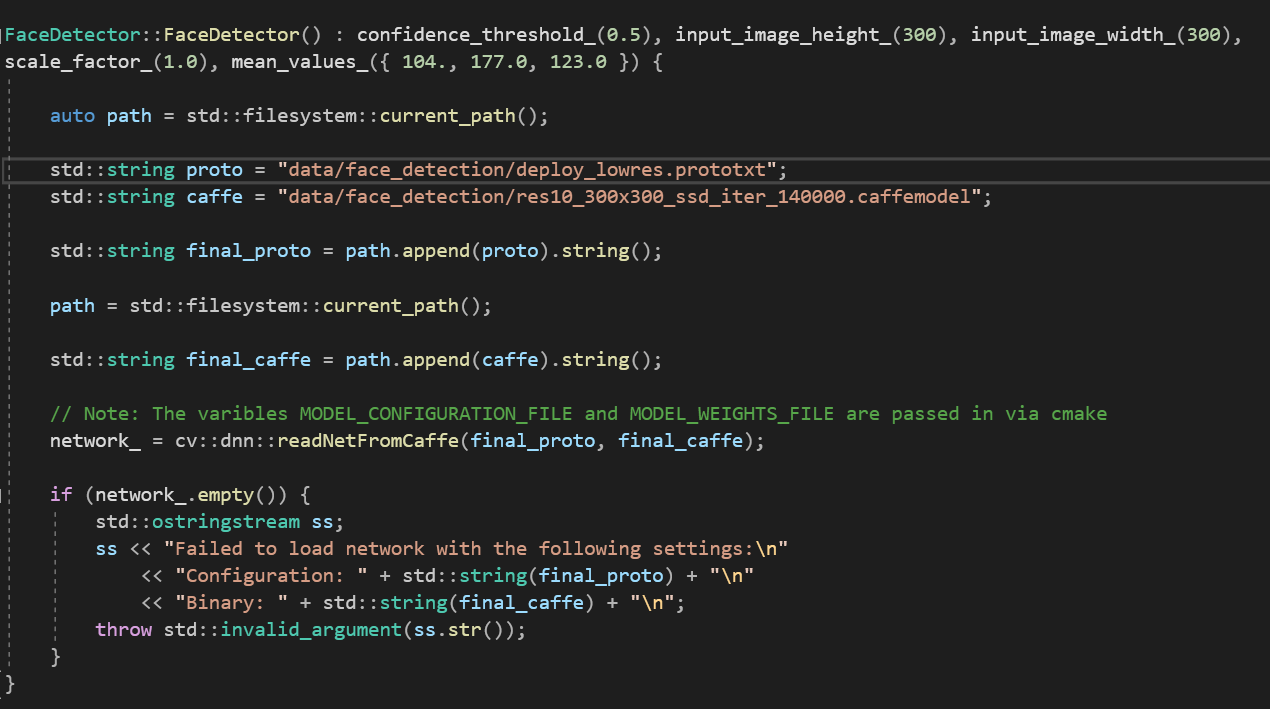 FaceDetector::FaceDetector() : confidence_threshold_(0.5), input_image_height_(300), input_image_width_(300),
scale_factor_(1.0), mean_values_({ 104., 177.0, 123.0 }) {
auto path = std::filesystem::current_path();
std::string proto = "data/face_detection/deploy_lowres.prototxt";
std::string caffe = "data/face_detection/res10_300x300_ssd_iter_140000.caffemodel";
std::string final_proto = path.append(proto).string();
path = std::filesystem::current_path();
std::string final_caffe = path.append(caffe).string();
// Note: The varibles MODEL_CONFIGURATION_FILE and MODEL_WEIGHTS_FILE are passed in via cmake
network_ = cv::dnn::readNetFromCaffe(final_proto, final_caffe);
if (network_.empty()) {
std::ostringstream ss;
ss << "Failed to load network with the following settings:\n"
<< "Configuration: " + std::string(final_proto) + "\n"
<< "Binary: " + std::string(final_caffe) + "\n";
throw std::invalid_argument(ss.str());
}
}